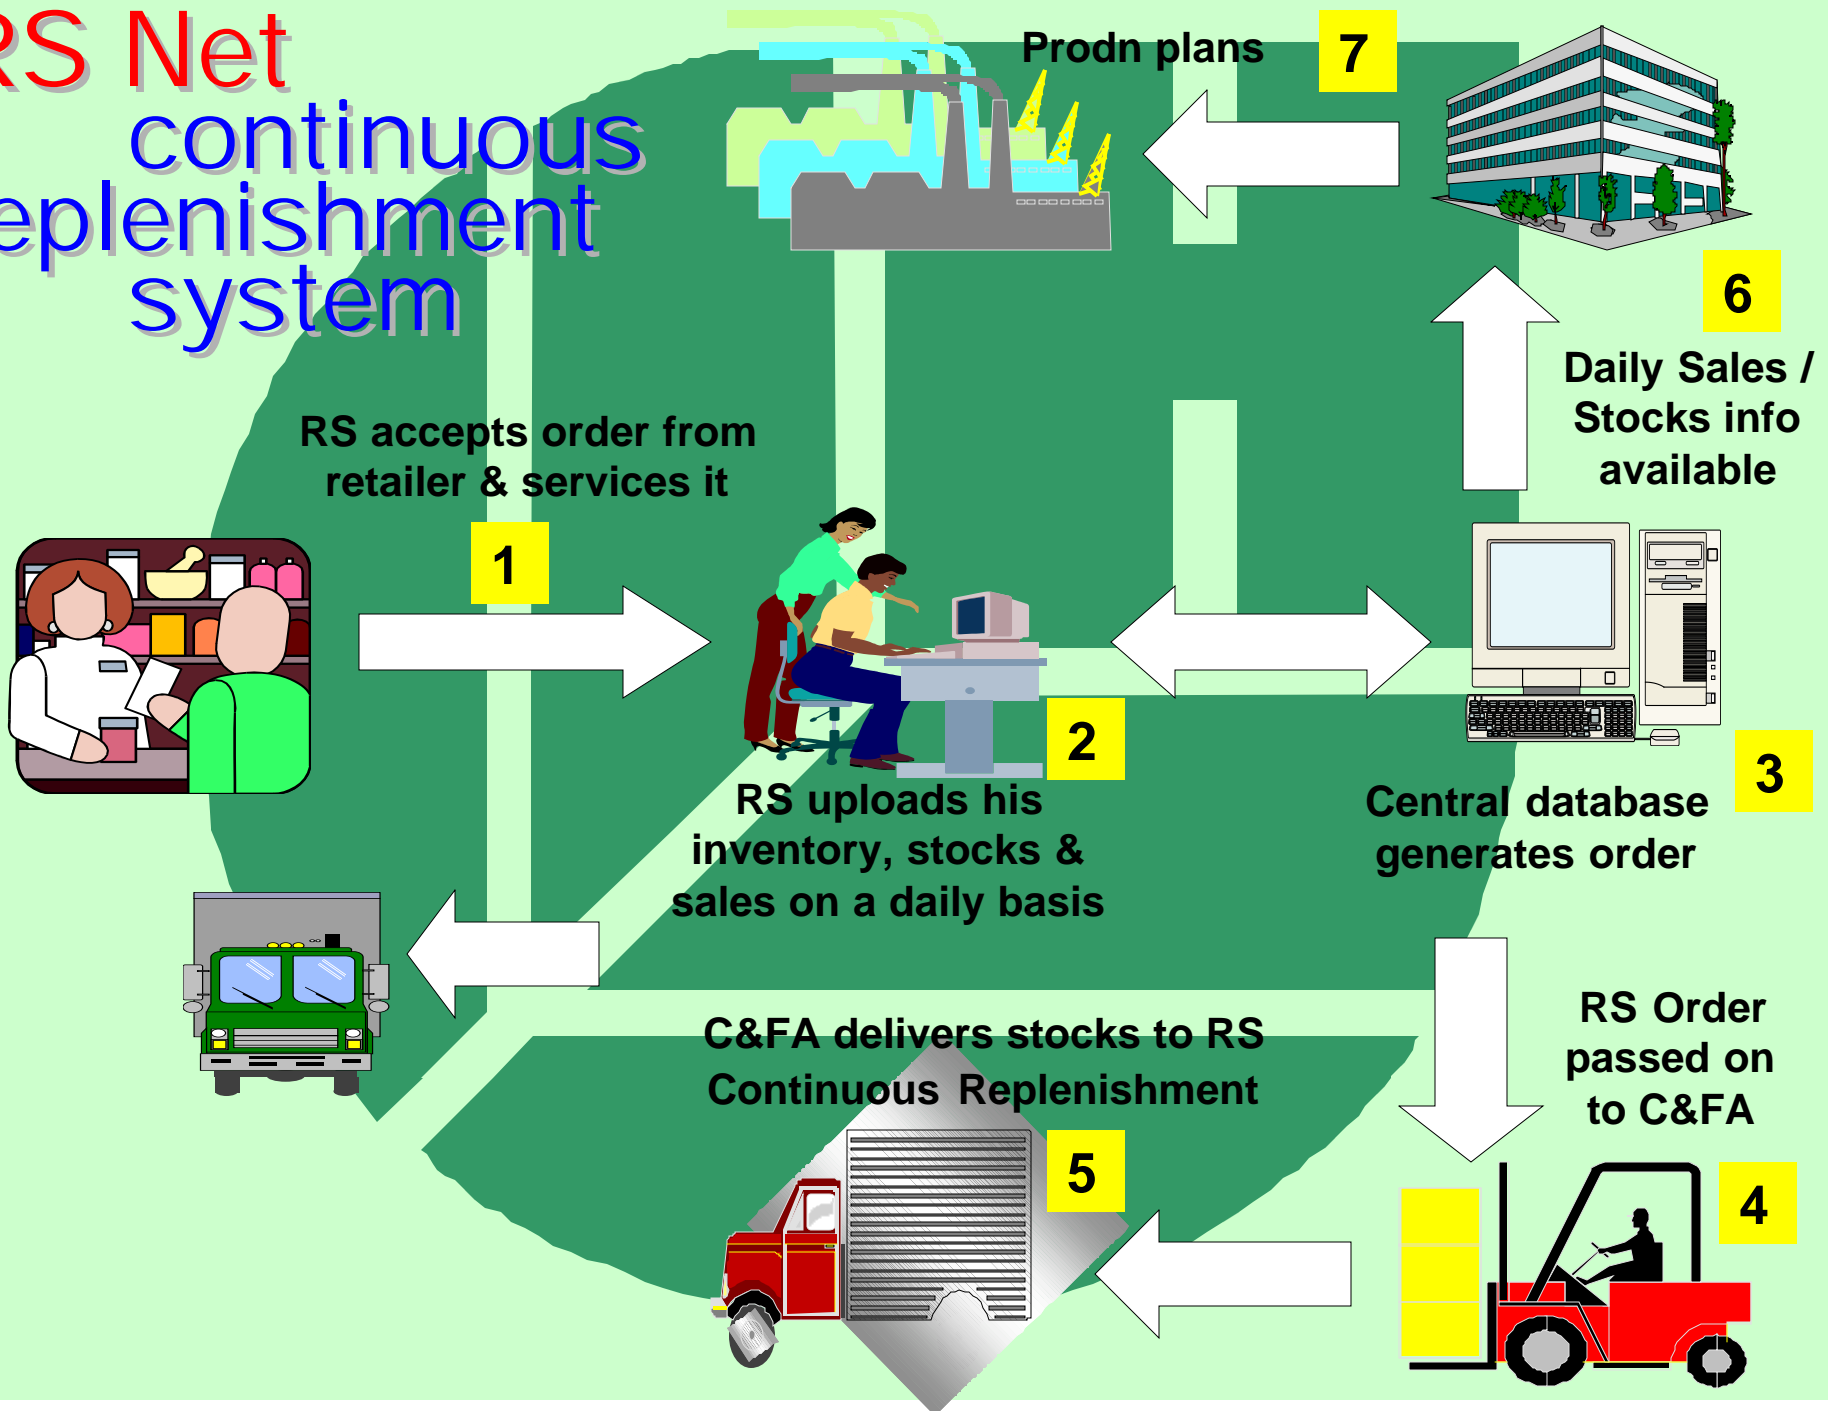 RS Net
continuous
replenishment
system
Prodn plans
7
6
Daily Sales /
Stocks info
available
RS accepts order from
retailer & services it
1
2
RS uploads his
inventory, stocks &
sales on a daily basis
3
Central database
generates order
RS Order
passed on
to C&FA
4
C&FA delivers stocks to RS
Continuous Replenishment
5